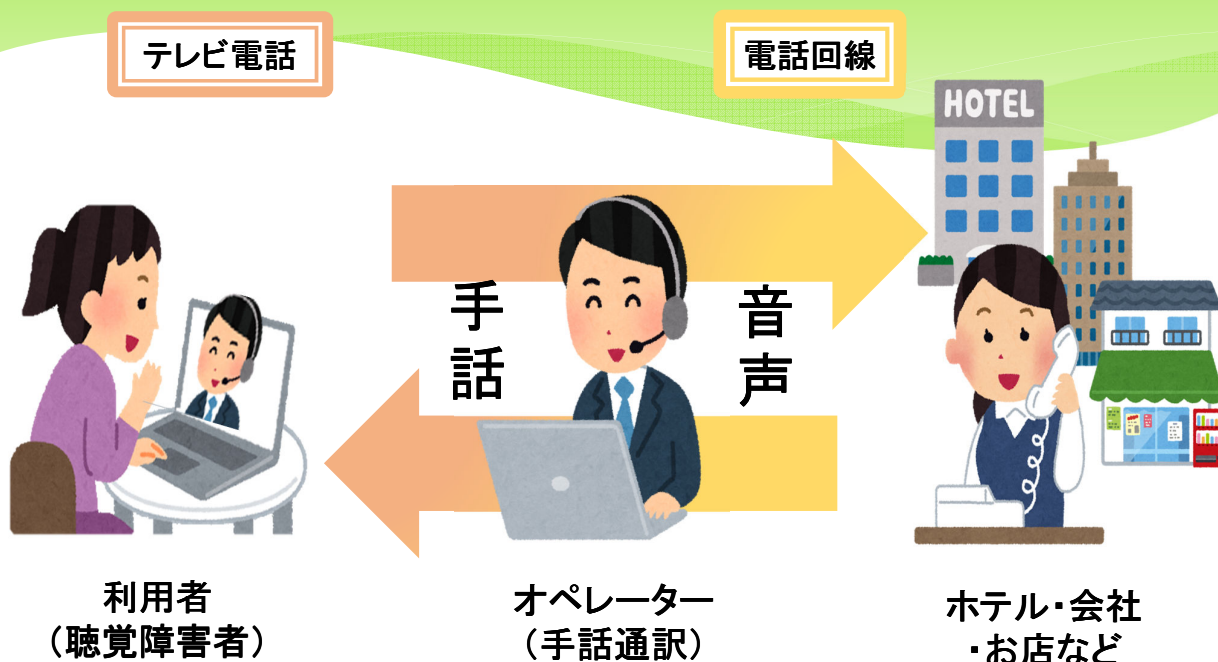 テレビ電話
電話回線
HOTEL
手話
音声
利用者
（聴覚障害者）
オペレーター
（手話通訳）
ホテル・会社
・お店など